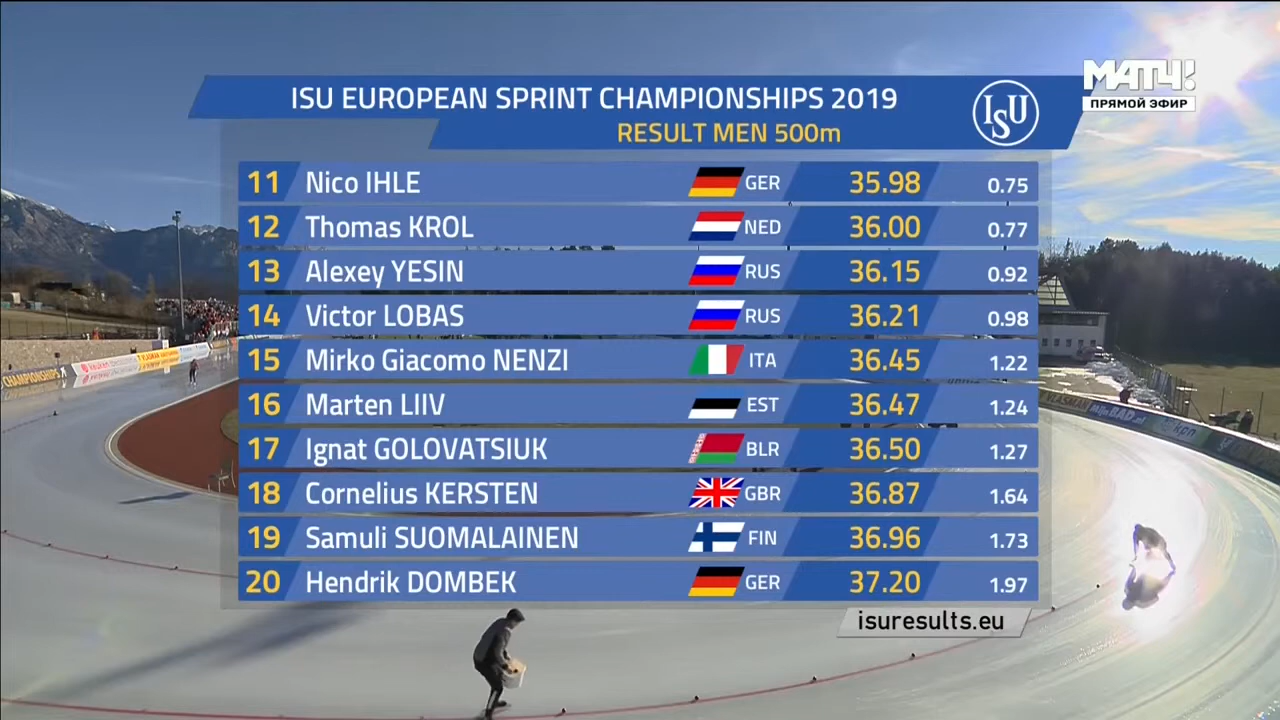 ISU EUROPEAN SPRINT CHAMPIONSHIPS 2019
ISU
МАТЧ!
ПРЯМОЙ ЭФИР
RESULT MEN 500m
11 Nico IHLE GER 35.98 0.75
12 Thomas KROL NED 36.00 0.77
13 Alexey YESIN RUS 36.15 0.92
14 Victor LOBAS RUS 36.21 0.98
15 Mirko Giacomo NENZI ITA 36.45 1.22
16 Marten LIIV EST 36.47 1.24
17 Ignat GOLOVATSIUK BLR 36.50 1.27
18 Cornelius KERSTEN GBR 36.87 1.64
19 Samuli SUOMALAINEN FIN 36.96 1.73
20 Hendrik DOMBEK GER 37.20 1.97
isuresults.eu
CHAMPIONSHIPS
kpn